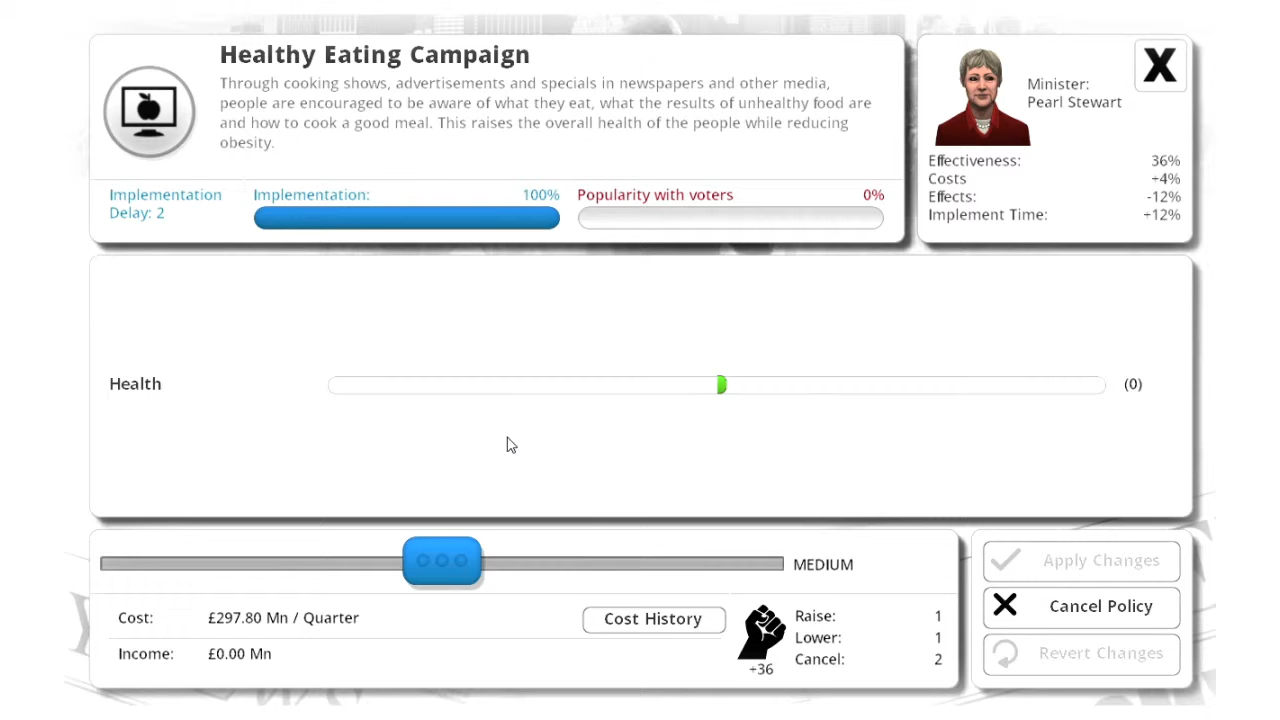 Healthy Eating Campaign
Through cooking shows, advertisements and specials in newspapers and other media,
people are encouraged to be aware of what they eat, what the results of unhealthy food are
and how to cook a good meal. This raises the overall health of the people while reducing
obesity.
Implementation
Delay: 2
Implementation: 100%
Popularity with voters 0%
Minister:
Pearl Stewart
X
Effectiveness: 36%
Costs +4%
Effects: -12%
Implement Time: +12%
Health (0)
MEDIUM
Cost: £297.80 Mn / Quarter
Income: £0.00 Mn
Cost History
+36
Raise: 1
Lower: 1
Cancel: 2
Apply Changes
Cancel Policy
Revert Changes